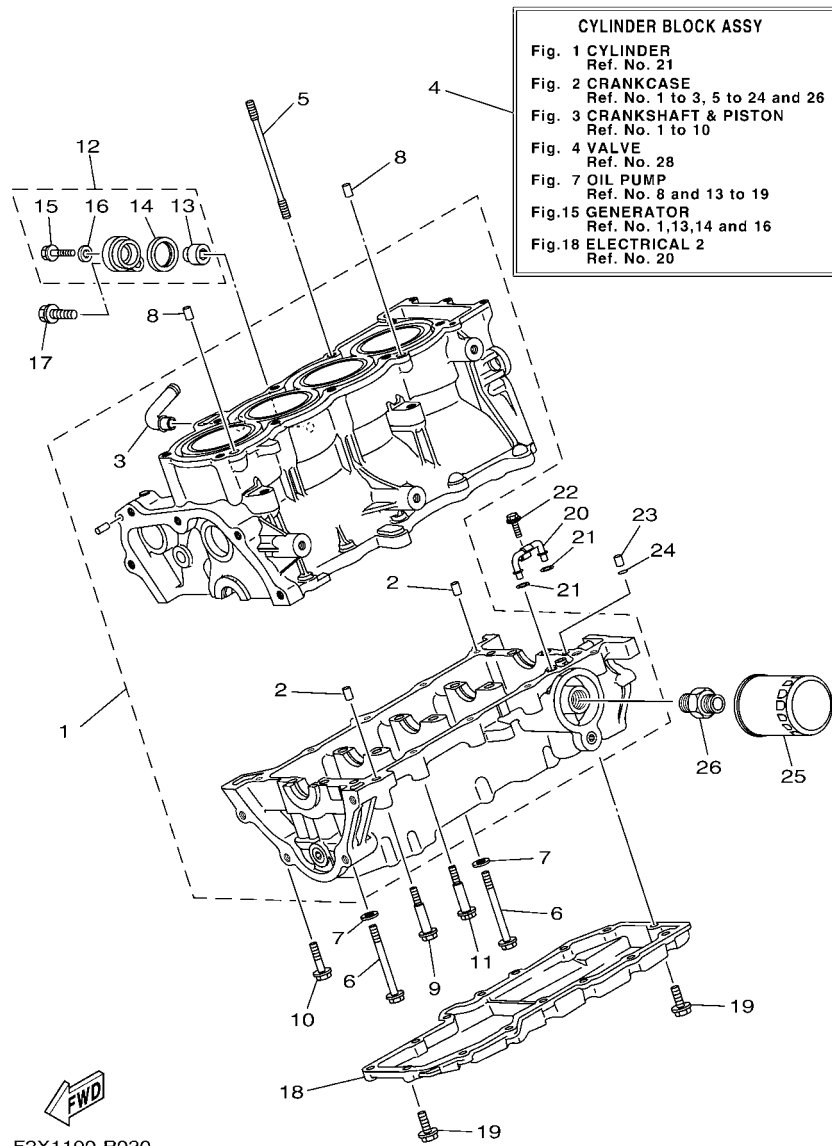 CYLINDER BLOCK ASSY
Fig. 1 CYLINDER
Ref. No. 21
Fig. 2 CRANKCASE
Ref. No. 1 to 3, 5 to 24 and 26
Fig. 3 CRANKSHAFT & PISTON
Ref. No. 1 to 10
Fig. 4 VALVE
Ref. No. 28
Fig. 7 OIL PUMP
Ref. No. 8 and 13 to 19
Fig.15 GENERATOR
Ref. No. 1,13,14 and 16
Fig.18 ELECTRICAL 2
Ref. No. 20
4
5
12
8
15
16
14
13
8
17
3
22
20
21
23
24
2
21
2
1
26
25
7
6
7
11
6
9
10
19
18
FWD
19
F2X1100-R020